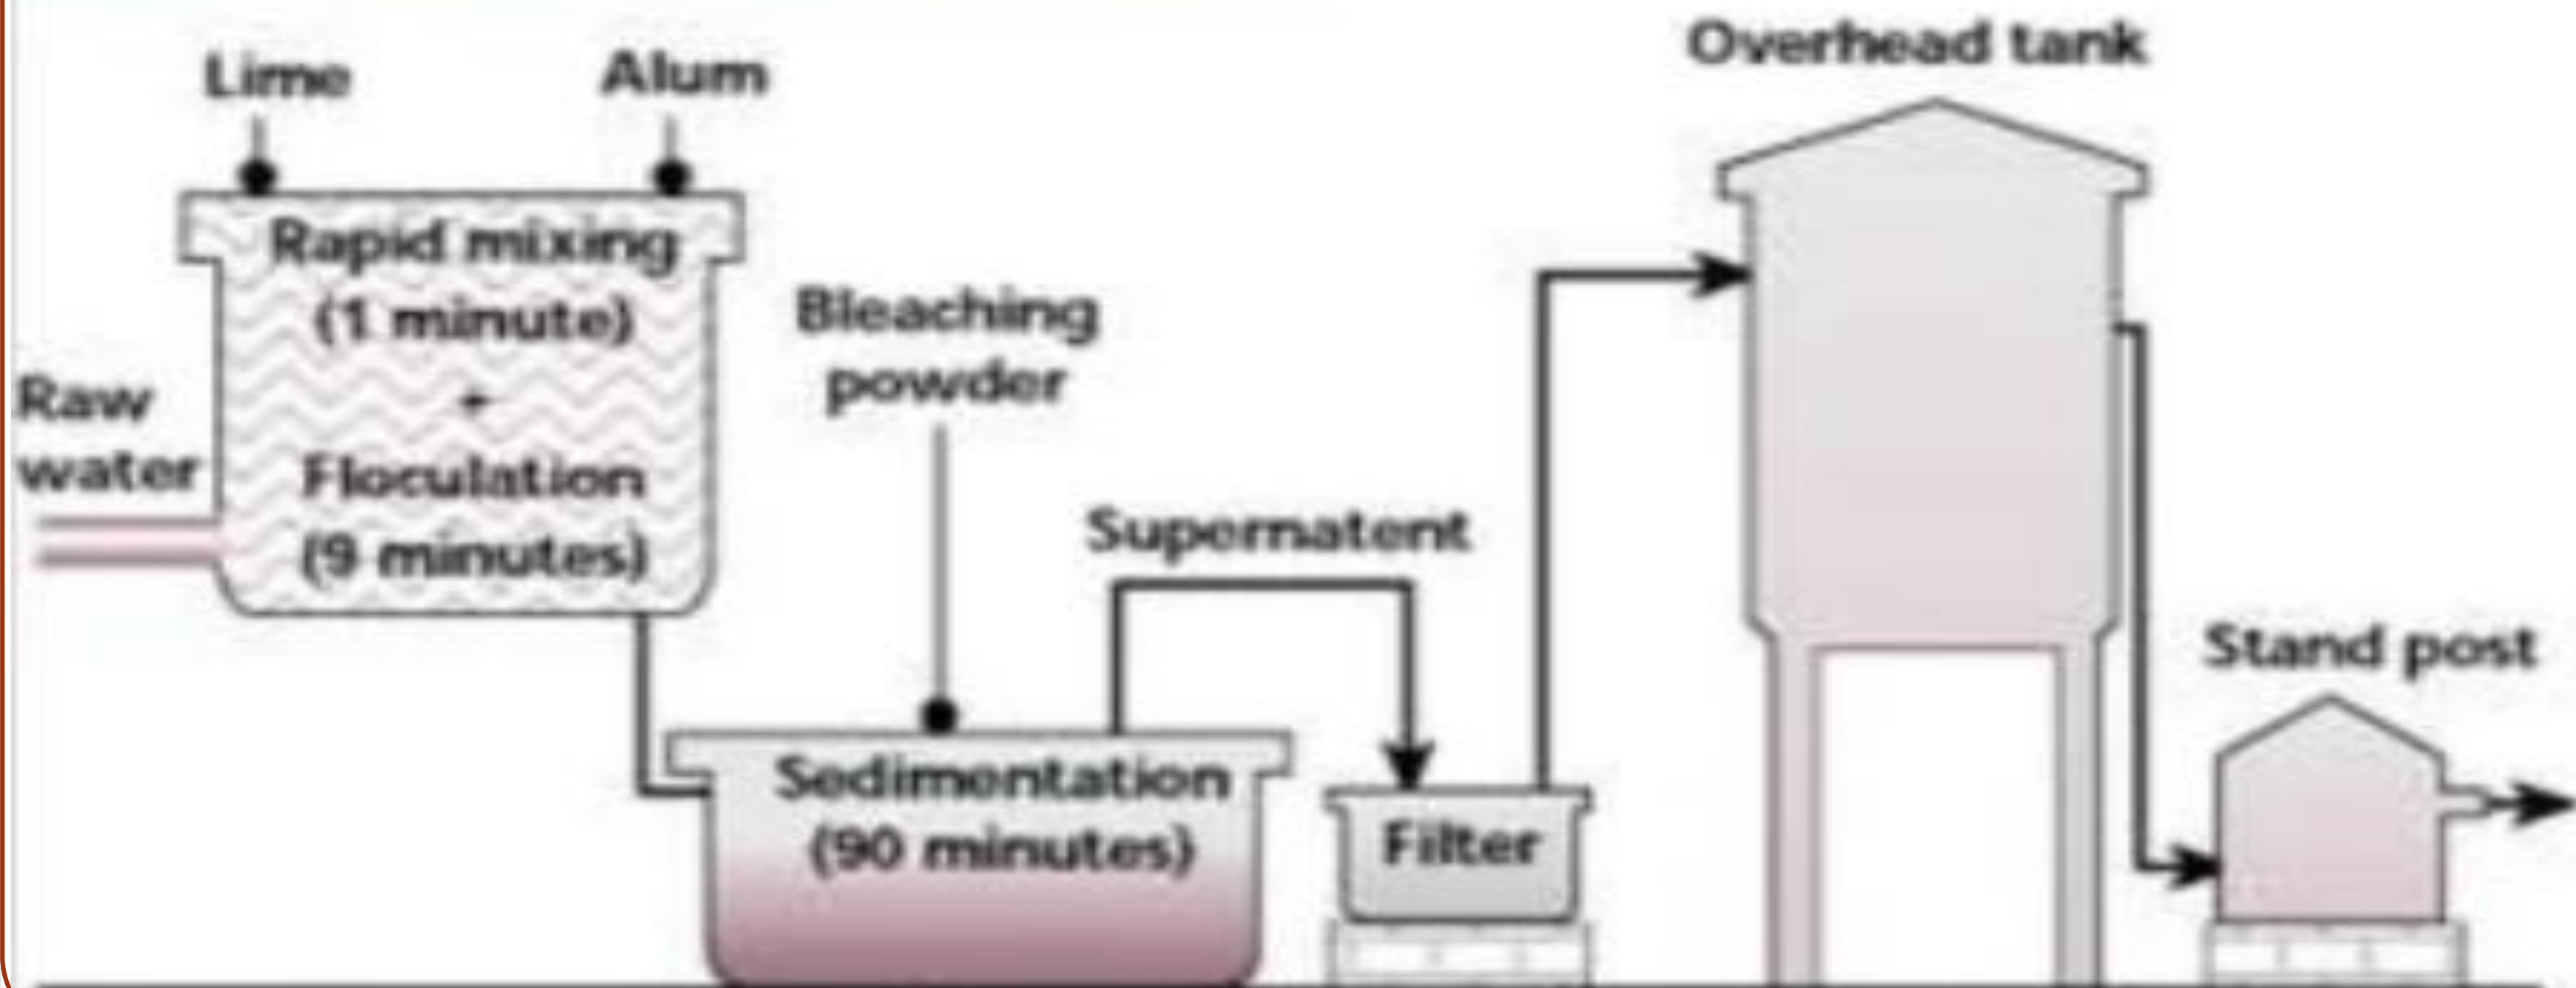 Lime
Alum
Overhead tank
Rapid mixing
(1 minute)
+
Floculation
(9 minutes)
Raw
water
Bleaching
powder
Supernatent
Sedimentation
(90 minutes)
Filter
Stand post